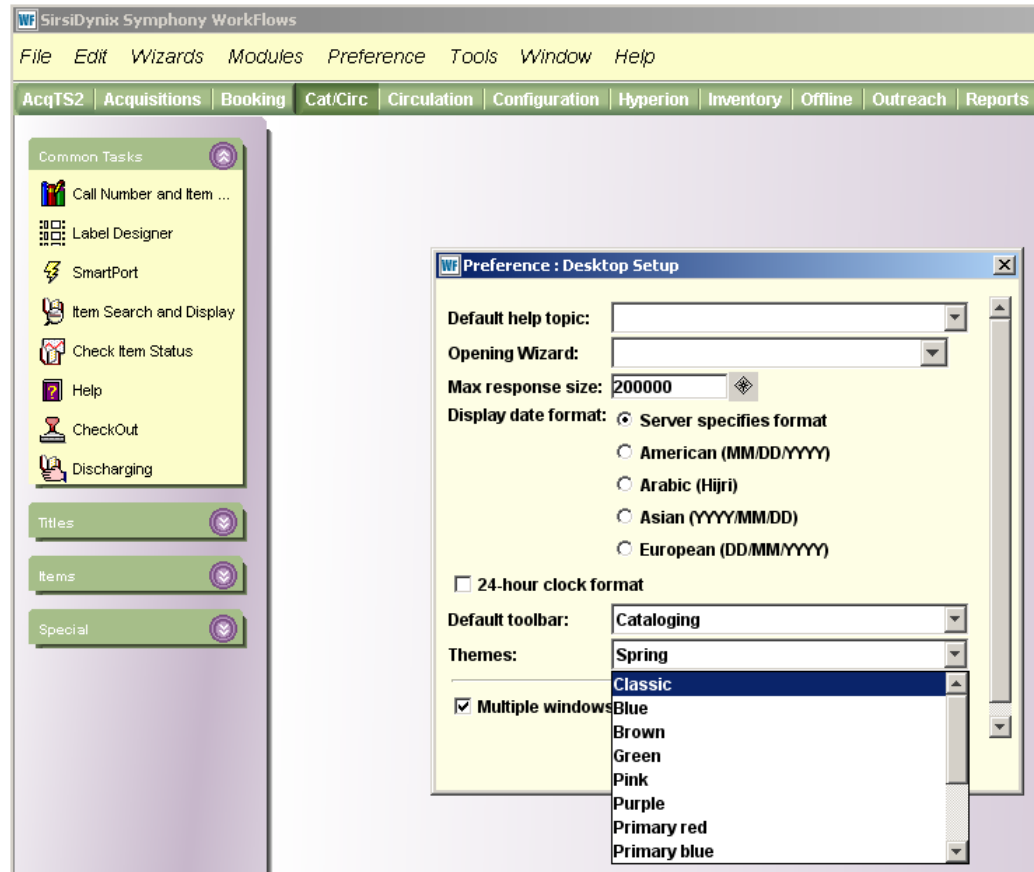 WF SirsiDynix Symphony WorkFlows
File Edit Wizards Modules Preference Tools Window Help
AcqTS2 Acquisitions Booking Cat/Circ Circulation Configuration Hyperion Inventory Offline Outreach Reports
Common Tasks
Call Number and Item ...
Label Designer
SmartPort
Item Search and Display
Check Item Status
? Help
CheckOut
Discharging
Titles
Items
Special
WF Preference : Desktop Setup
Default help topic:
Opening Wizard:
Max response size: 200000
Display date format: Server specifies format
American (MM/DD/YYYY)
Arabic (Hijri)
Asian (YYYY/MM/DD)
European (DD/MM/YYYY)
24-hour clock format
Default toolbar: Cataloging
Themes: Spring
Classic
Multiple windows
Blue
Brown
Green
Pink
Purple
Primary red
Primary blue